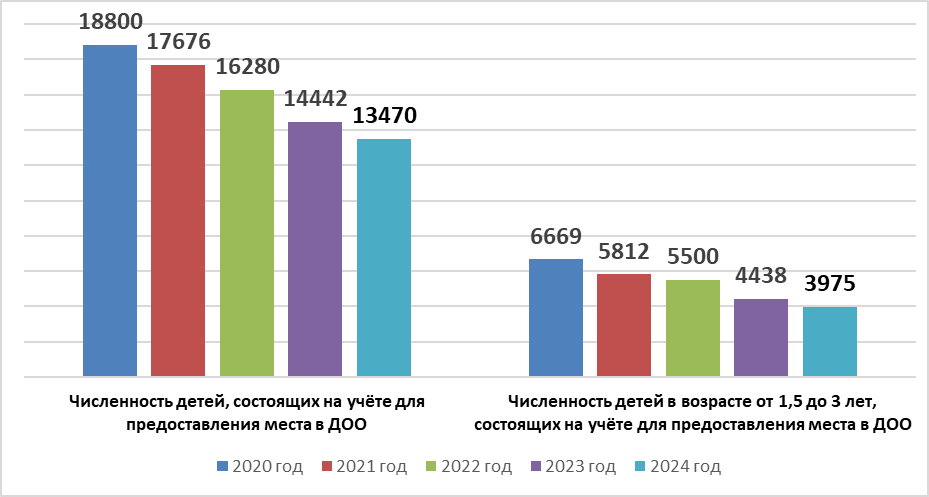 18800
17676
16280
14442
13470
6669
5812
5500
4438
3975
Численность детей, состоящих на учёте для
предоставления места в ДОО
Численность детей в возрасте от 1,5 до 3 лет,
состоящих на учёте для предоставления места в ДОО
2020 год 2021 год 2022 год 2023 год 2024 год